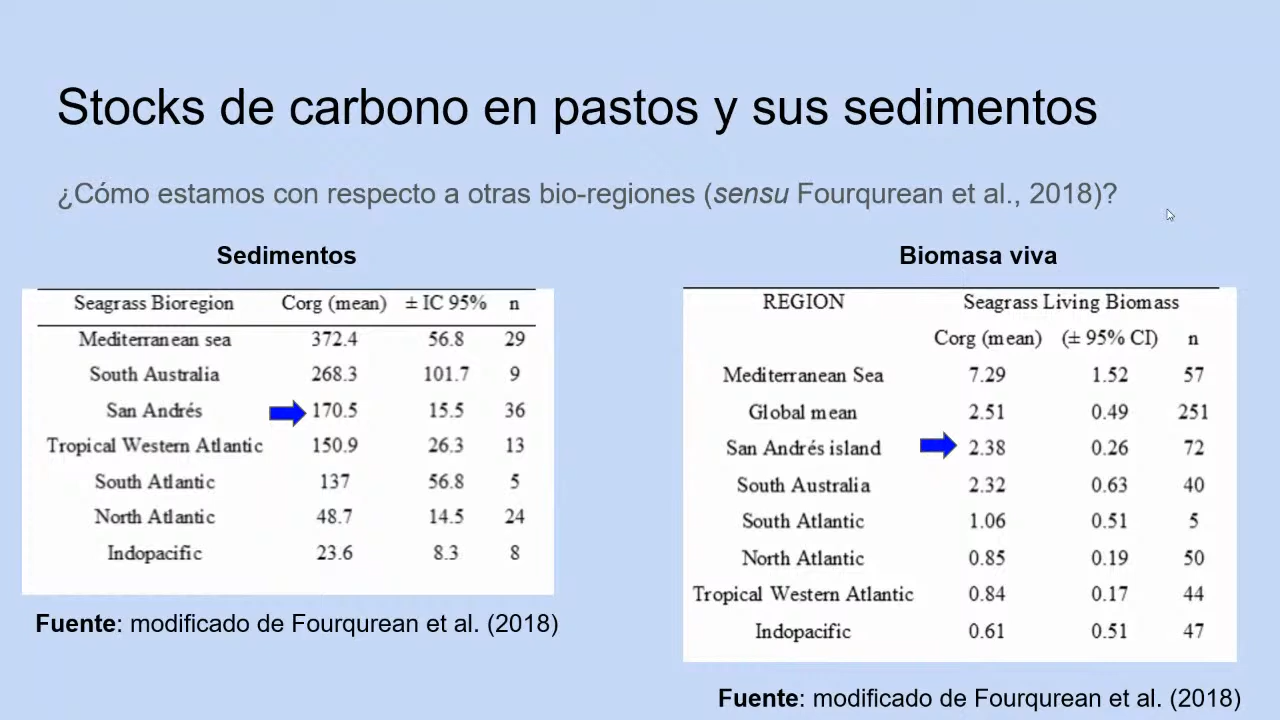 Stocks de carbono en pastos y sus sedimentos
¿Cómo estamos con respecto a otras bio-regiones (sensu Fourqurean et al., 2018)?
Sedimentos
Seagrass Bioregion Corg (mean) ± IC 95% n
Mediterranean sea 372.4 56.8 29
South Australia 268.3 101.7 9
San Andrés 170.5 15.5 36
Tropical Western Atlantic 150.9 26.3 13
South Atlantic 137 56.8 5
North Atlantic 48.7 14.5 24
Indopacific 23.6 8.3 8
Fuente: modificado de Fourqurean et al. (2018)
Biomasa viva
REGION Seagrass Living Biomass
Corg (mean) (± 95% CI) n
Mediterranean Sea 7.29 1.52 57
Global mean 2.51 0.49 251
San Andrés island 2.38 0.26 72
South Australia 2.32 0.63 40
South Atlantic 1.06 0.51 5
North Atlantic 0.85 0.19 50
Tropical Western Atlantic 0.84 0.17 44
Indopacific 0.61 0.51 47
Fuente: modificado de Fourqurean et al. (2018)